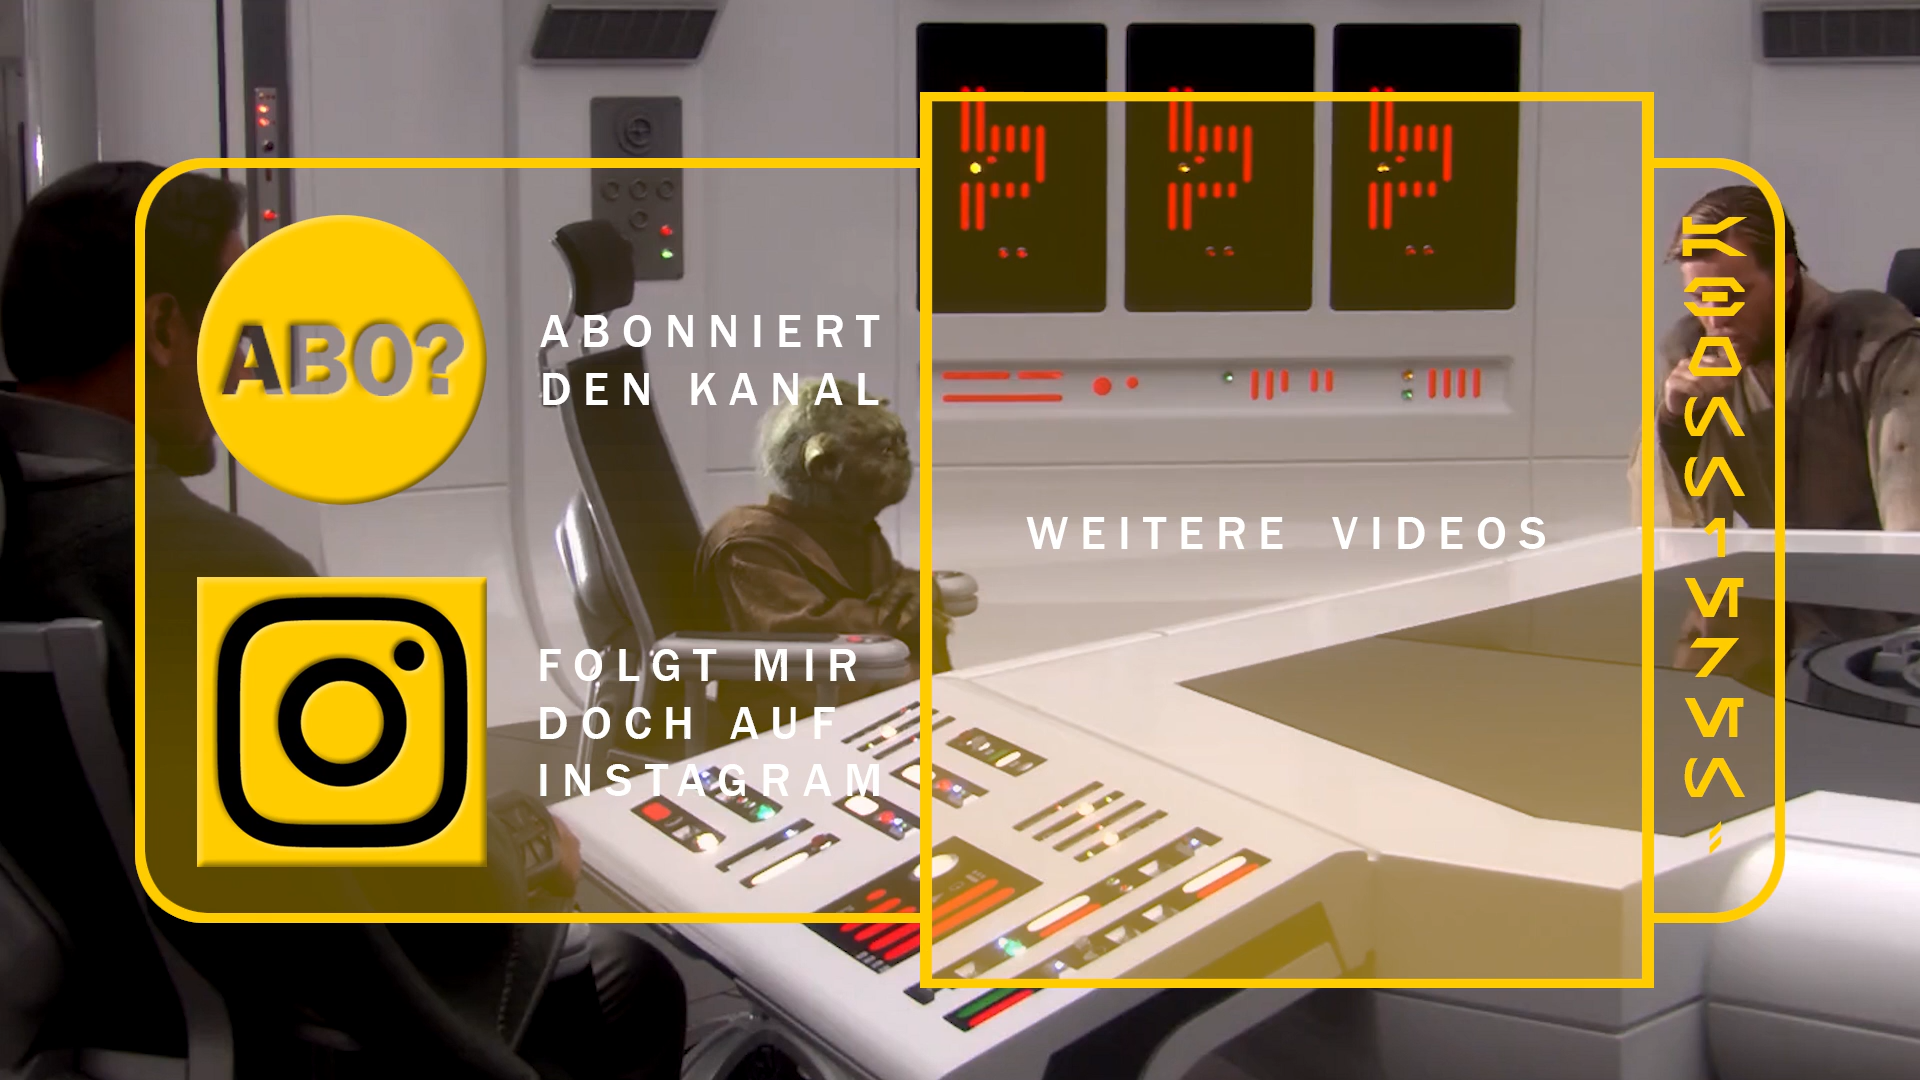 ABO?
ABONNIERT
DEN KANAL
FOLGT MIR
DOCH AUF
INSTAGRAM
WEITERE VIDEOS